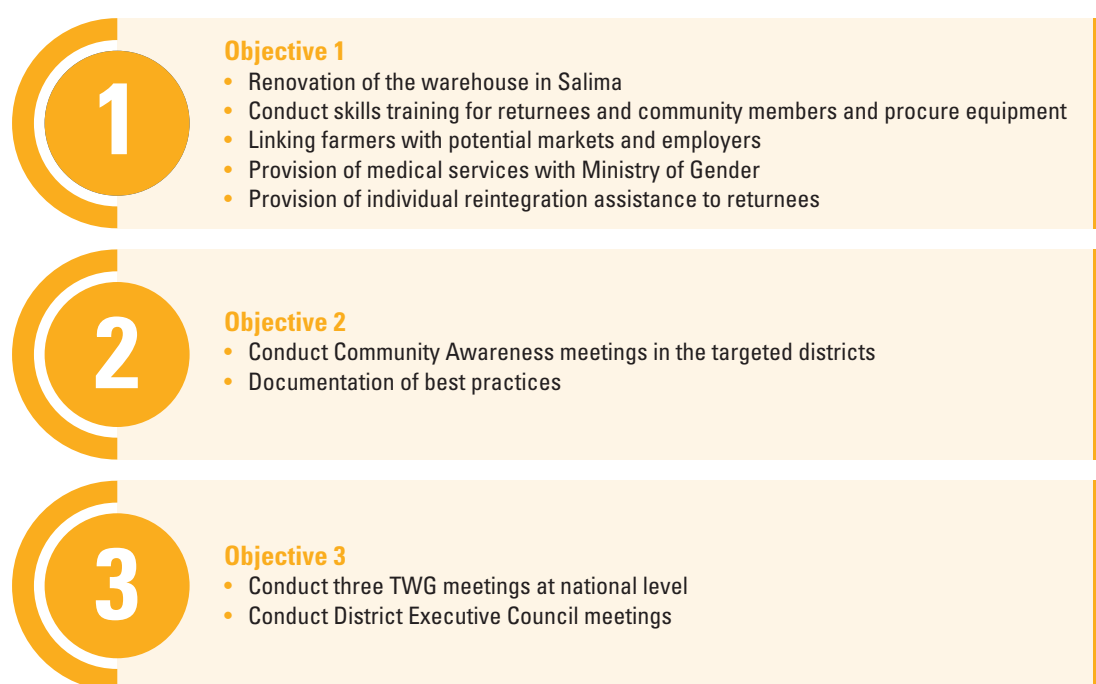 1
Objective 1
• Renovation of the warehouse in Salima
• Conduct skills training for returnees and community members and procure equipment
• Linking farmers with potential markets and employers
• Provision of medical services with Ministry of Gender
• Provision of individual reintegration assistance to returnees
2
Objective 2
• Conduct Community Awareness meetings in the targeted districts
• Documentation of best practices
3
Objective 3
• Conduct three TWG meetings at national level
• Conduct District Executive Council meetings